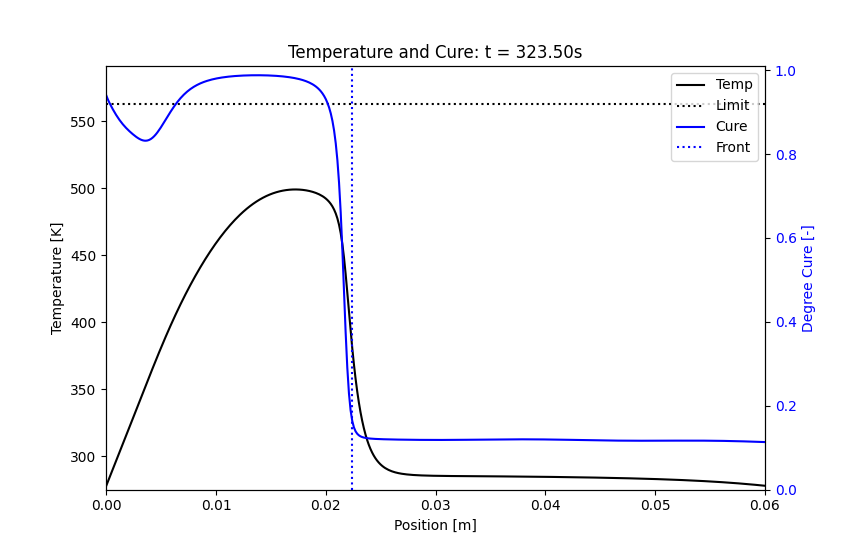 Temperature and Cure: t = 323.50s
Temp
Limit
Cure
Front
Temperature [K]
550
500
450
400
350
300
1.0
0.8
0.6
0.4
0.2
0.0
Degree Cure [-]
0.00 0.01 0.02 0.03 0.04 0.05 0.06
Position [m]